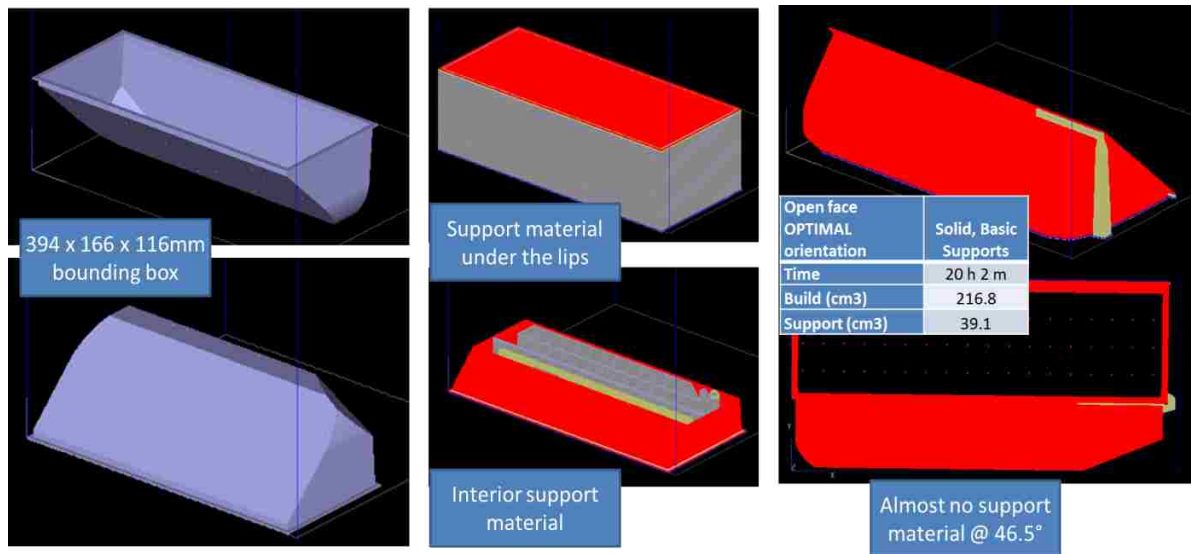 394 x 166 x 116mm
bounding box
Support material
under the lips
Interior support
material
Open face
OPTIMAL
orientation
Solid, Basic
Supports
Time
20 h 2 m
Build (cm3)
216.8
Support (cm3)
39.1
Almost no support
material @ 46.5°